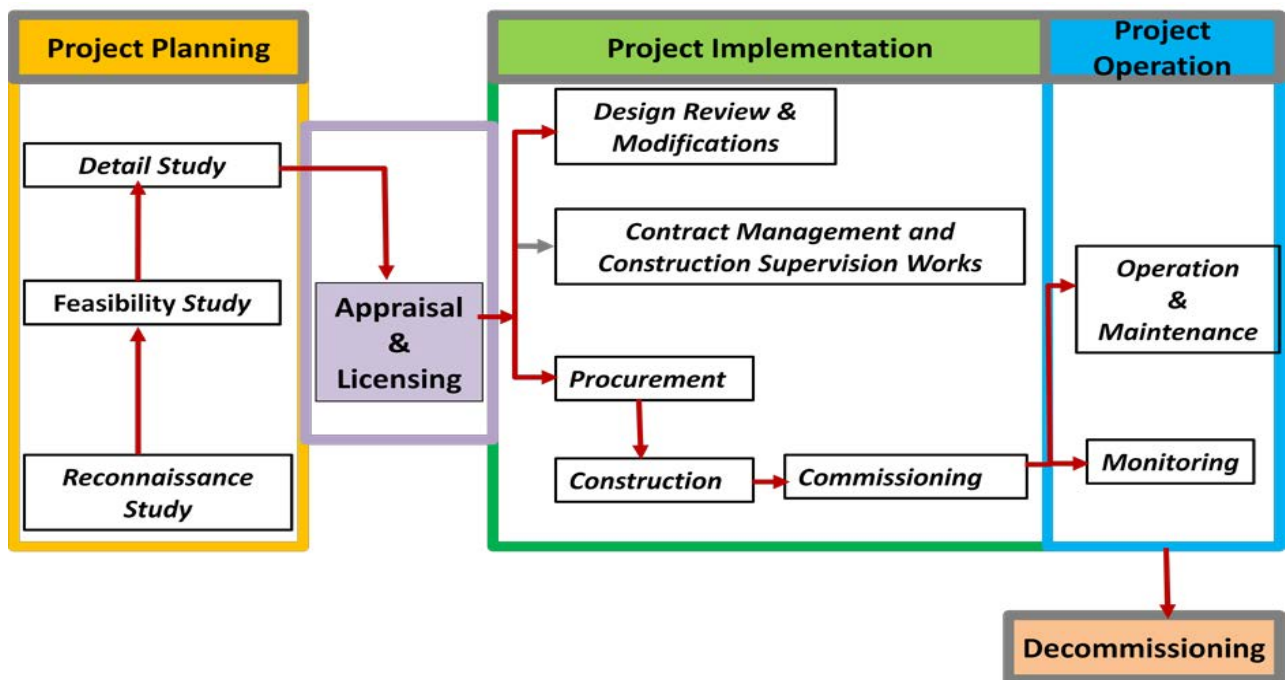 Project Planning
Project Implementation
Project
Operation
Detail Study
Feasibility Study
Reconnaissance
Study
Appraisal
&
Licensing
Design Review &
Modifications
Contract Management and
Construction Supervision Works
Procurement
Construction
Commissioning
Operation
&
Maintenance
Monitoring
Decommissioning